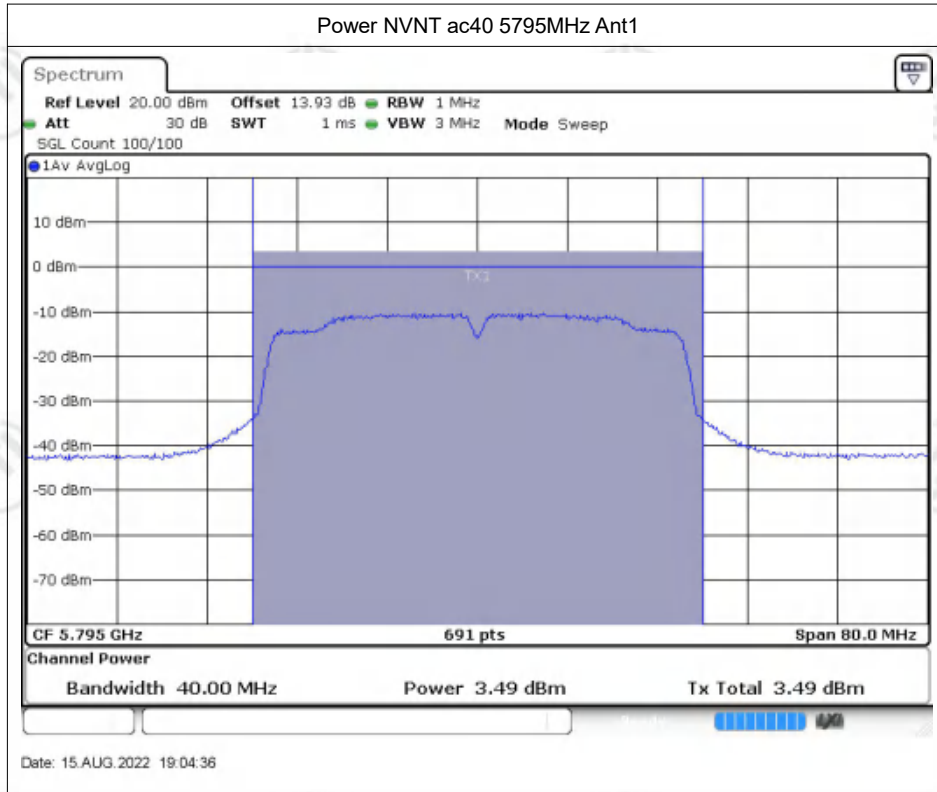 Power NVNT ac40 5795MHz Ant1
Spectrum
Ref Level 20.00 dBm Offset 13.93 dB RBW 1 MHz
Att 30 dB SWT 1 ms VBW 3 MHz Mode Sweep
SGL Count 100/100
1Av AvgLog
10 dBm
0 dBm
TX1
-10 dBm
-20 dBm
-30 dBm
-40 dBm
-50 dBm
-60 dBm
-70 dBm
CF 5.795 GHz 691 pts Span 80.0 MHz
Channel Power
Bandwidth 40.00 MHz Power 3.49 dBm Tx Total 3.49 dBm
Date: 15.AUG.2022 19:04:36